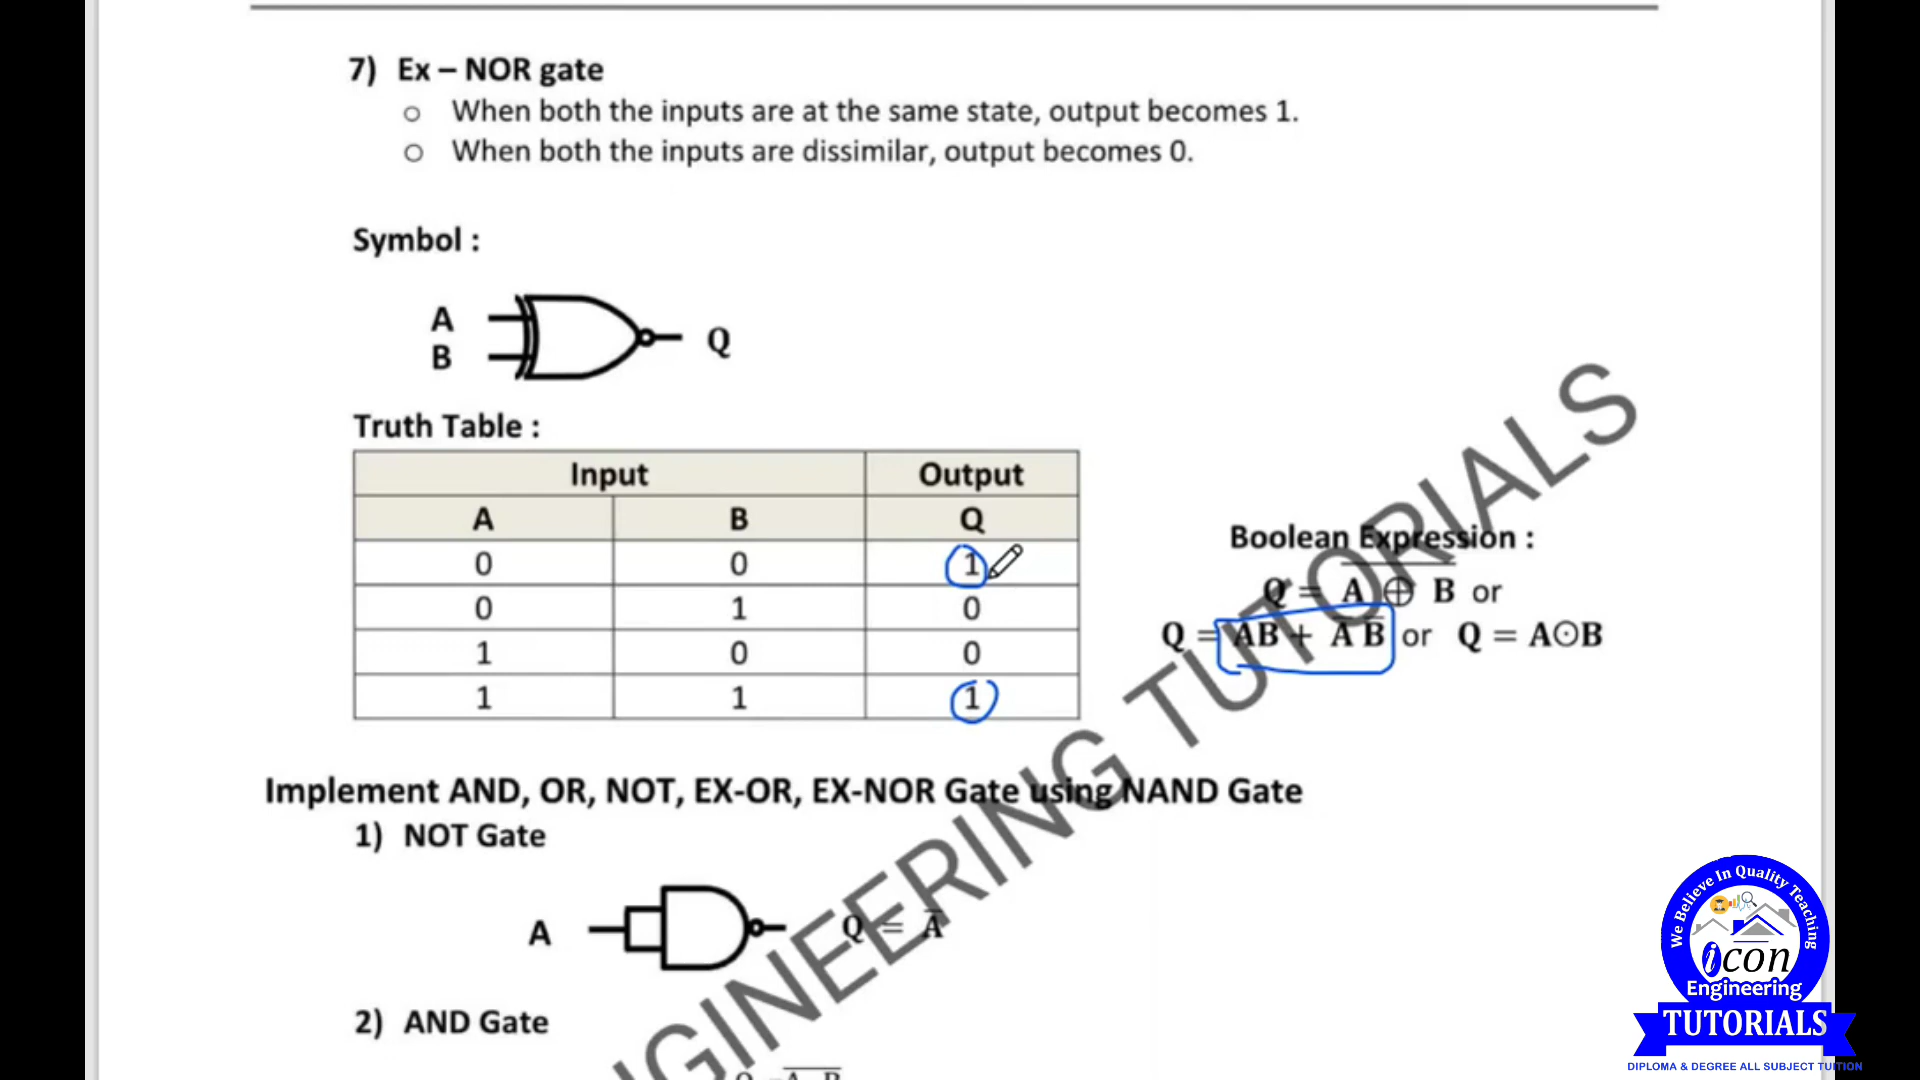 7) Ex – NOR gate
o When both the inputs are at the same state, output becomes 1.
o When both the inputs are dissimilar, output becomes 0.
Symbol :
A
B
Q
Truth Table :
Input Output
A B Q
0 0 1
0 1 0
1 0 0
1 1 1
Boolean Expression :
Q = A̅ ̅⊕̅ ̅B̅ or
Q = AB + A̅ B̅ or Q = A⊙B
Implement AND, OR, NOT, EX-OR, EX-NOR Gate using NAND Gate
1) NOT Gate
A Q = A̅
2) AND Gate
NGINEERING TUTORIALS
We Believe In Quality Teaching
icon
Engineering
TUTORIALS
DIPLOMA & DEGREE ALL SUBJECT TUITION